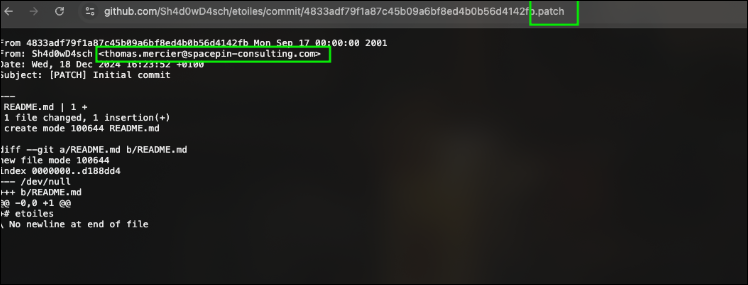 github.com/Sh4d0wD4sch/etoiles/commit/4833adf79f1a87c45b09a6bf8ed4b0b56d4142fb.patch
From 4833adf79f1a87c45b09a6bf8ed4b0b56d4142fb Mon Sep 17 00:00:00 2001
From: Sh4d0wD4sch <thomas.mercier@spacepin-consulting.com>
Date: Wed, 18 Dec 2024 16:23:52 +0100
Subject: [PATCH] Initial commit
---
README.md | 1 +
1 file changed, 1 insertion(+)
create mode 100644 README.md
diff --git a/README.md b/README.md
new file mode 100644
index 0000000..d188dd4
--- /dev/null
+++ b/README.md
@@ -0,0 +1 @@
+# etoiles
\ No newline at end of file